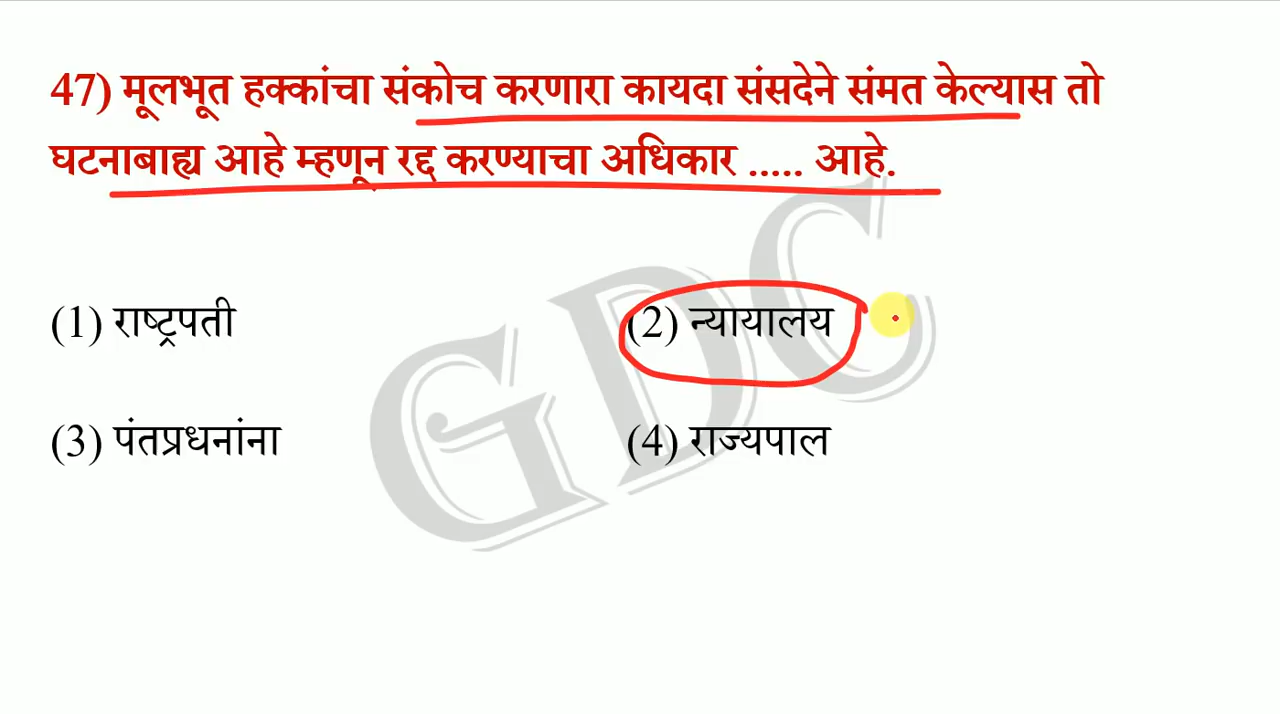 47) मूलभूत हक्कांचा संकोच करणारा कायदा संसदेने संमत केल्यास तो
घटनाबाह्य आहे म्हणून रद्द करण्याचा अधिकार ..... आहे.
(1) राष्ट्रपती (2) न्यायालय
(3) पंतप्रधनांना (4) राज्यपाल
GDC